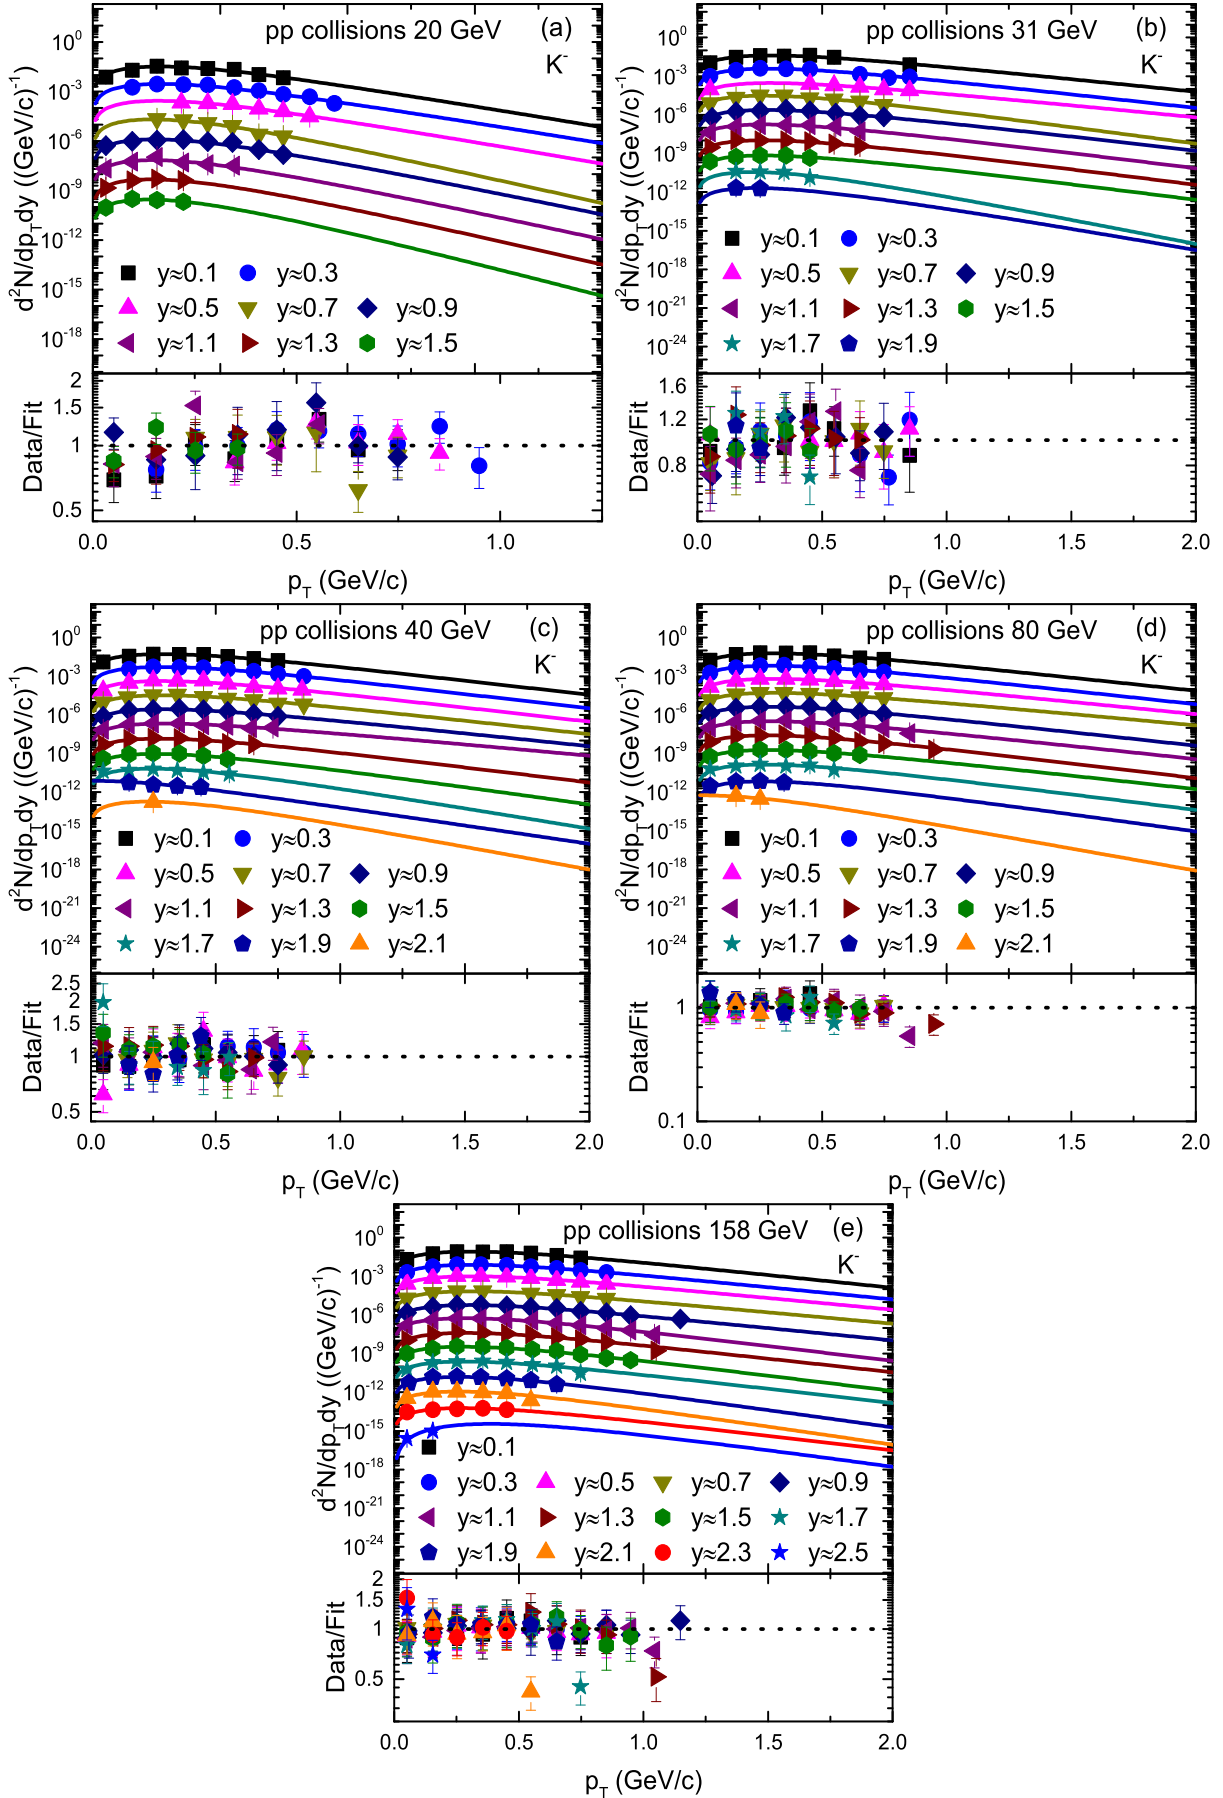 pp collisions 20 GeV (a)
K⁻
d²N/dp_Tdy ((GeV/c)⁻¹)
10⁰
10⁻³
10⁻⁶
10⁻⁹
10⁻¹²
10⁻¹⁵
10⁻¹⁸
y≈0.1 y≈0.3
y≈0.5 y≈0.7 y≈0.9
y≈1.1 y≈1.3 y≈1.5
Data/Fit
2
1.5
1
0.5
0.0 0.5 1.0
p_T (GeV/c)
pp collisions 31 GeV (b)
K⁻
d²N/dp_Tdy ((GeV/c)⁻¹)
10⁰
10⁻³
10⁻⁶
10⁻⁹
10⁻¹²
10⁻¹⁵
10⁻¹⁸
10⁻²¹
10⁻²⁴
y≈0.1 y≈0.3
y≈0.5 y≈0.7 y≈0.9
y≈1.1 y≈1.3 y≈1.5
y≈1.7 y≈1.9
Data/Fit
1.6
1.2
0.8
0.0 0.5 1.0 1.5 2.0
p_T (GeV/c)
pp collisions 40 GeV (c)
K⁻
d²N/dp_Tdy ((GeV/c)⁻¹)
10⁰
10⁻³
10⁻⁶
10⁻⁹
10⁻¹²
10⁻¹⁵
10⁻¹⁸
10⁻²¹
10⁻²⁴
y≈0.1 y≈0.3
y≈0.5 y≈0.7 y≈0.9
y≈1.1 y≈1.3 y≈1.5
y≈1.7 y≈1.9 y≈2.1
Data/Fit
2.5
2
1.5
1
0.5
0.0 0.5 1.0 1.5 2.0
p_T (GeV/c)
pp collisions 80 GeV (d)
K⁻
d²N/dp_Tdy ((GeV/c)⁻¹)
10⁰
10⁻³
10⁻⁶
10⁻⁹
10⁻¹²
10⁻¹⁵
10⁻¹⁸
10⁻²¹
10⁻²⁴
y≈0.1 y≈0.3
y≈0.5 y≈0.7 y≈0.9
y≈1.1 y≈1.3 y≈1.5
y≈1.7 y≈1.9 y≈2.1
Data/Fit
1
0.1
0.0 0.5 1.0 1.5 2.0
p_T (GeV/c)
pp collisions 158 GeV (e)
K⁻
d²N/dp_Tdy ((GeV/c)⁻¹)
10⁰
10⁻³
10⁻⁶
10⁻⁹
10⁻¹²
10⁻¹⁵
10⁻¹⁸
10⁻²¹
10⁻²⁴
y≈0.1
y≈0.3 y≈0.5 y≈0.7 y≈0.9
y≈1.1 y≈1.3 y≈1.5 y≈1.7
y≈1.9 y≈2.1 y≈2.3 y≈2.5
Data/Fit
2
1.5
1
0.5
0.0 0.5 1.0 1.5 2.0
p_T (GeV/c)